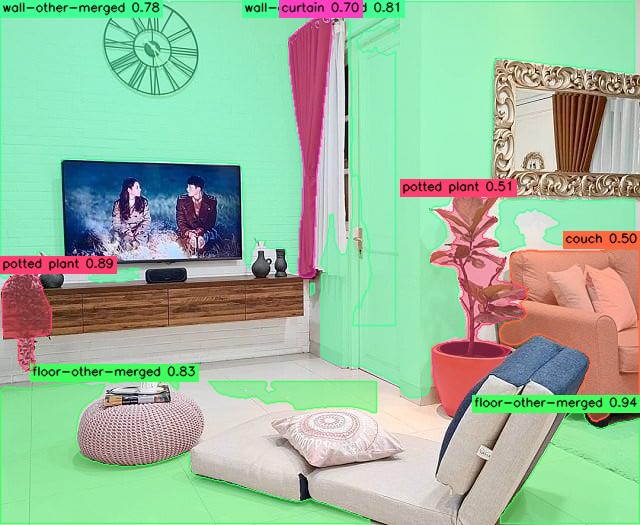 wall-other-merged 0.78
wall-
curtain 0.70
d 0.81
potted plant 0.51
couch 0.50
potted plant 0.89
floor-other-merged 0.83
floor-other-merged 0.94